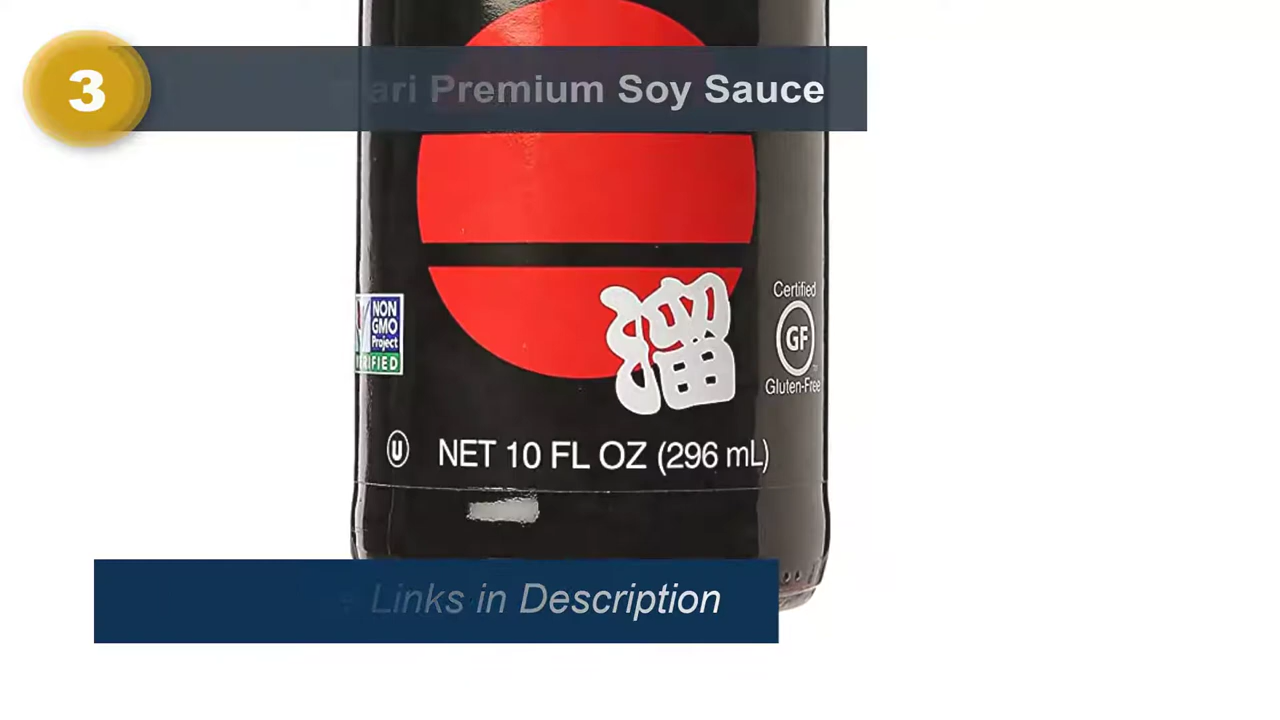 3
ari Premium Soy Sauce
NON
GMO
Project
VERIFIED
溜
Certified
GF
Gluten-Free
U
NET 10 FL OZ (296 mL)
Links in Description